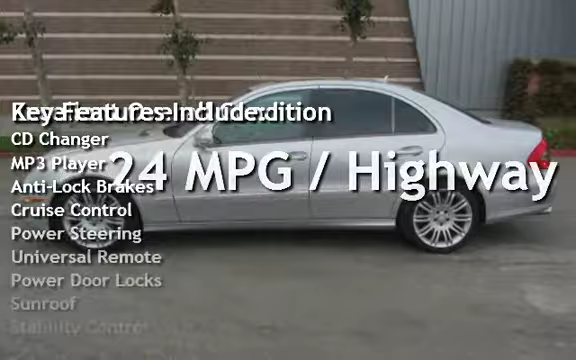 Key Features Include:
CD Changer
MP3 Player
Anti-Lock Brakes
Cruise Control
Power Steering
Universal Remote
Power Door Locks
Sunroof
Stability Control
24 MPG / Highway